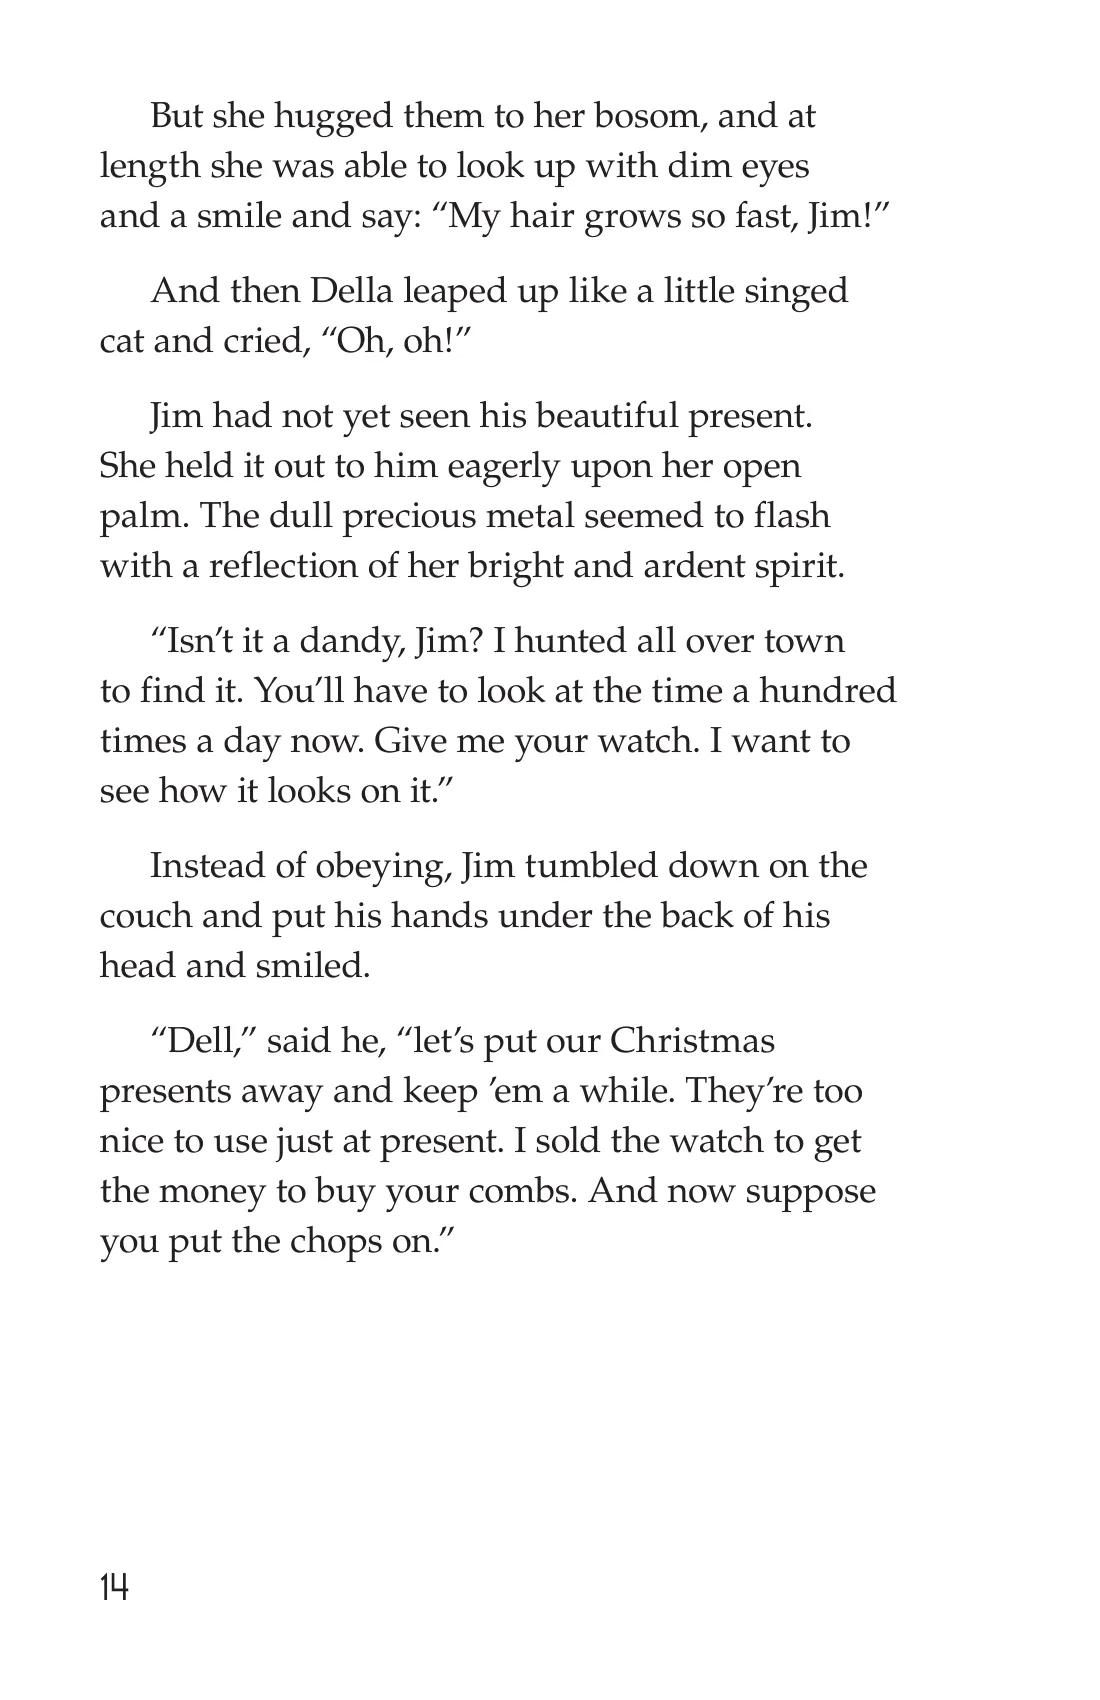 But she hugged them to her bosom, and at
length she was able to look up with dim eyes
and a smile and say: “My hair grows so fast, Jim!”
And then Della leaped up like a little singed
cat and cried, “Oh, oh!”
Jim had not yet seen his beautiful present.
She held it out to him eagerly upon her open
palm. The dull precious metal seemed to flash
with a reflection of her bright and ardent spirit.
“Isn’t it a dandy, Jim? I hunted all over town
to find it. You’ll have to look at the time a hundred
times a day now. Give me your watch. I want to
see how it looks on it.”
Instead of obeying, Jim tumbled down on the
couch and put his hands under the back of his
head and smiled.
“Dell,” said he, “let’s put our Christmas
presents away and keep ’em a while. They’re too
nice to use just at present. I sold the watch to get
the money to buy your combs. And now suppose
you put the chops on.”
14